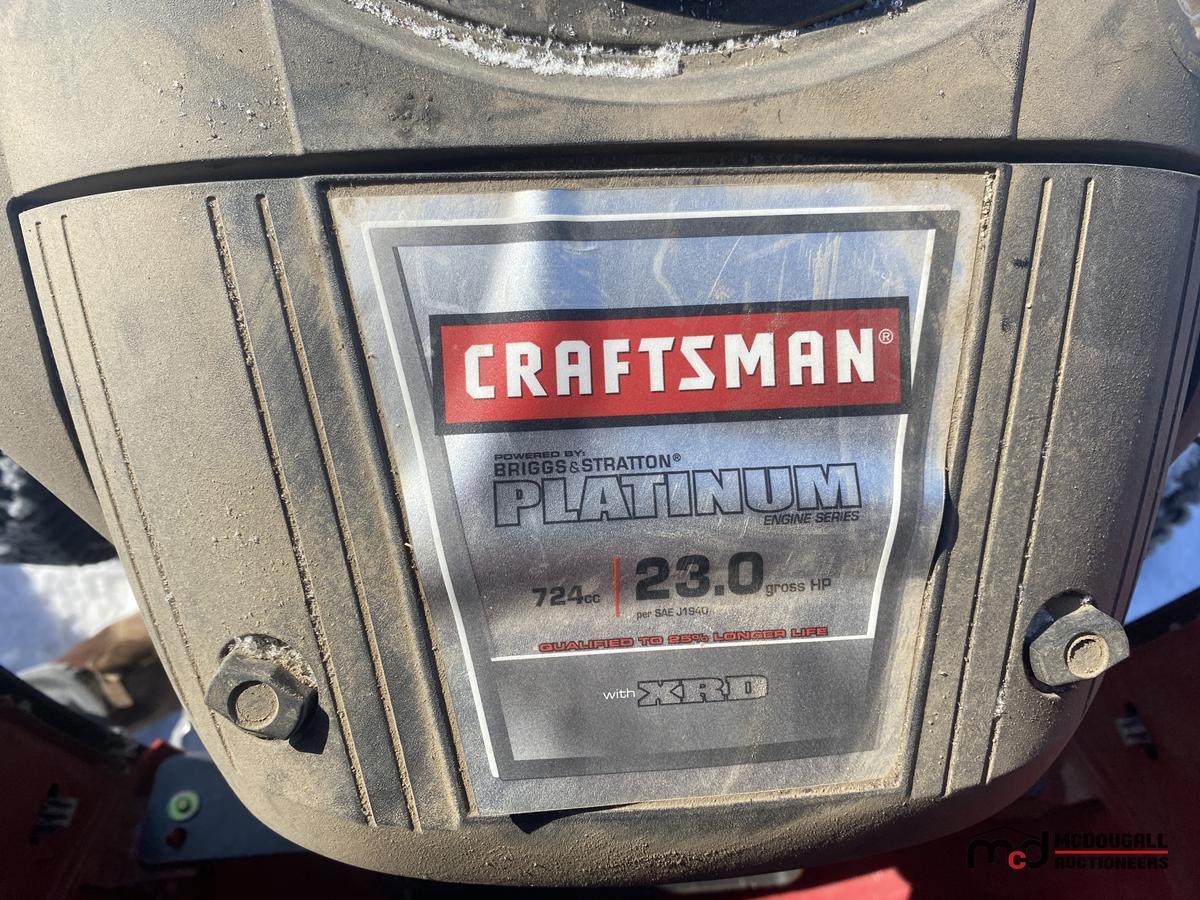 CRAFTSMAN®
POWERED BY:
BRIGGS & STRATTON®
PLATINUM
ENGINE SERIES
724cc 23.0 gross HP
per SAE J1940
QUALIFIED TO 25% LONGER LIFE
with XRD
mcd MCDOUGALL
AUCTIONEERS